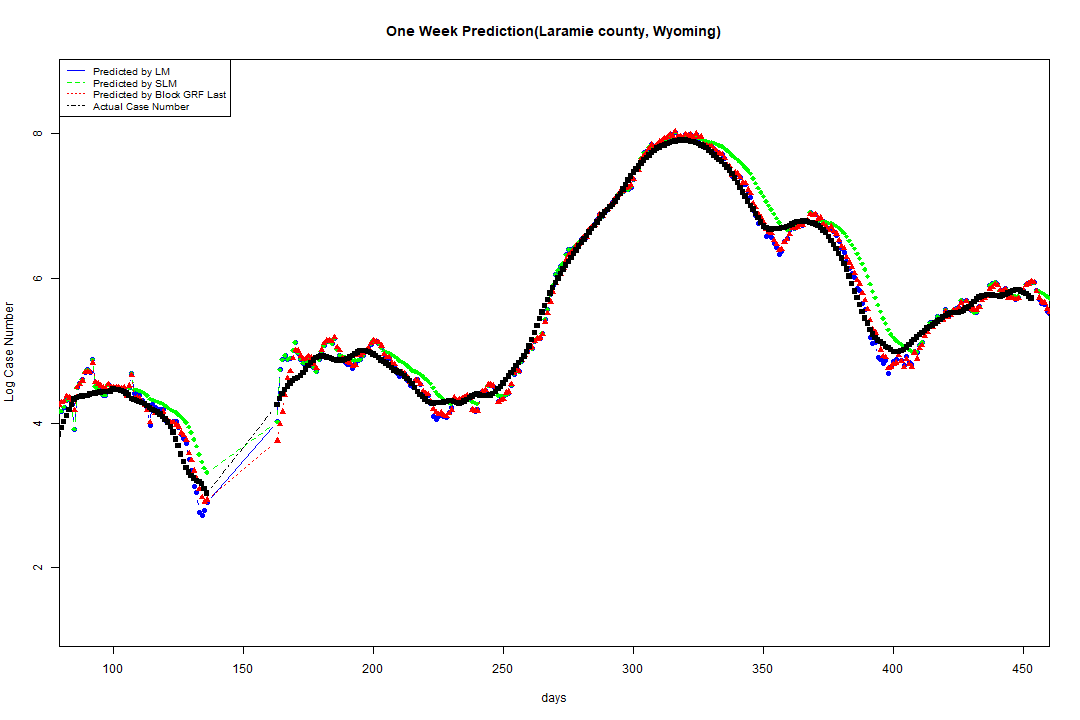 One Week Prediction(Laramie county, Wyoming)
Predicted by LM
Predicted by SLM
Predicted by Block GRF Last
Actual Case Number
8
6
4
2
Log Case Number
100 150 200 250 300 350 400 450
days